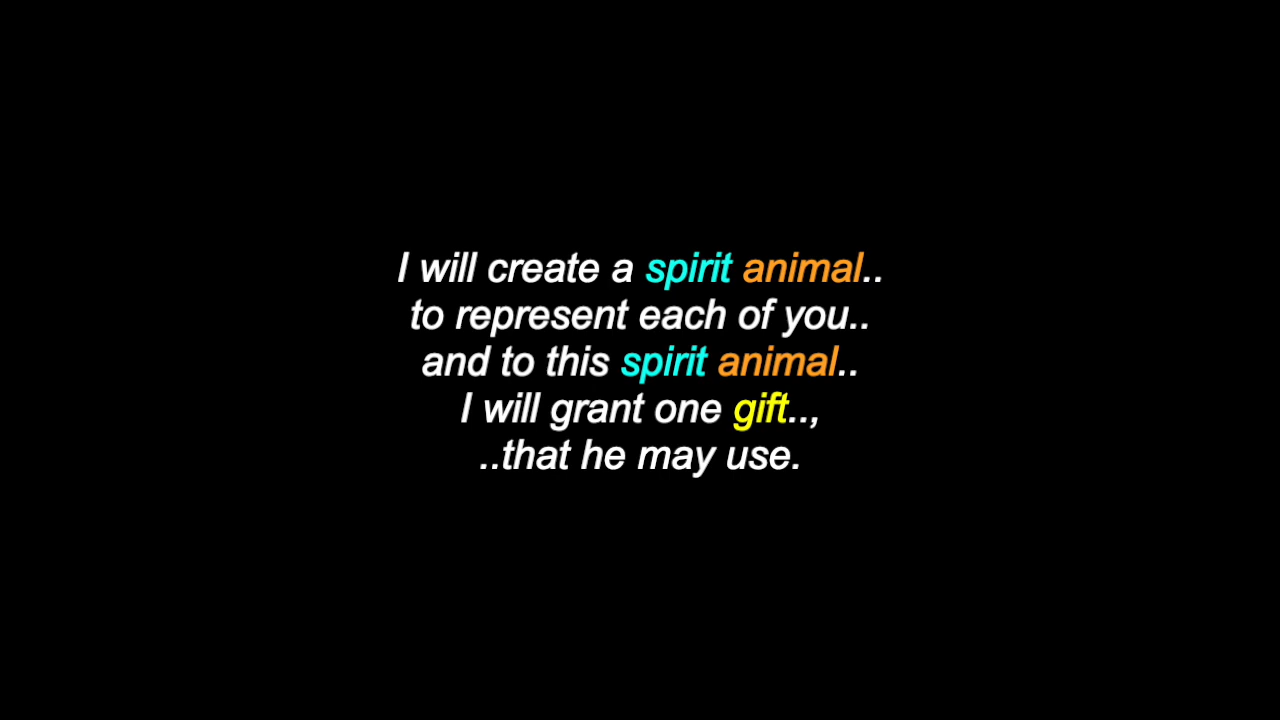 I will create a spirit animal..
to represent each of you..
and to this spirit animal..
I will grant one gift..,
..that he may use.